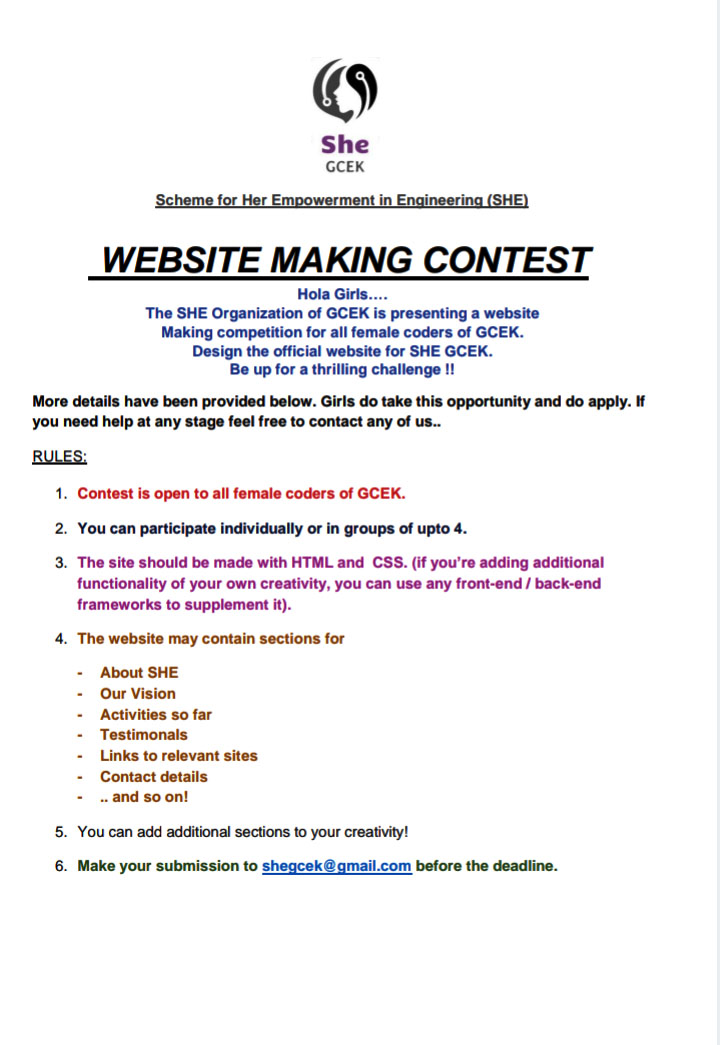 She
GCEK
Scheme for Her Empowerment in Engineering (SHE)
WEBSITE MAKING CONTEST
Hola Girls....
The SHE Organization of GCEK is presenting a website
Making competition for all female coders of GCEK.
Design the official website for SHE GCEK.
Be up for a thrilling challenge !!
More details have been provided below. Girls do take this opportunity and do apply. If
you need help at any stage feel free to contact any of us..
RULES:
1. Contest is open to all female coders of GCEK.
2. You can participate individually or in groups of upto 4.
3. The site should be made with HTML and CSS. (if you're adding additional
functionality of your own creativity, you can use any front-end / back-end
frameworks to supplement it).
4. The website may contain sections for
- About SHE
- Our Vision
- Activities so far
- Testimonals
- Links to relevant sites
- Contact details
- .. and so on!
5. You can add additional sections to your creativity!
6. Make your submission to shegcek@gmail.com before the deadline.